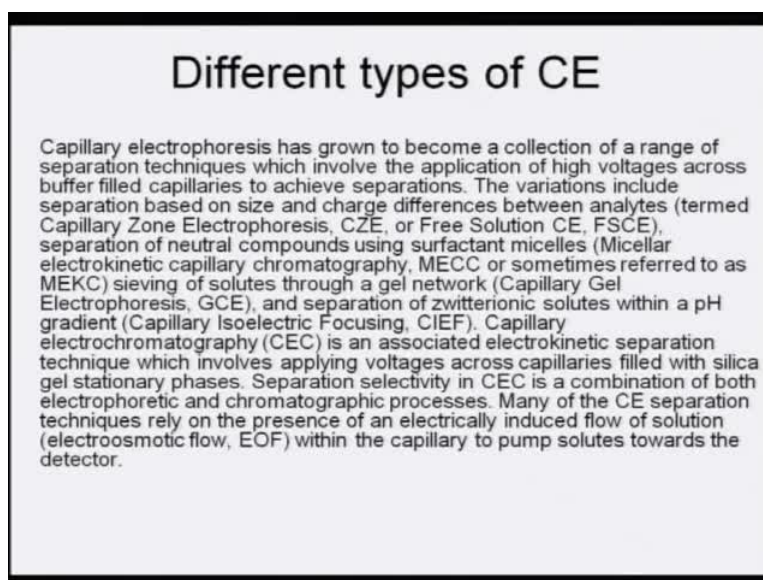 Different types of CE
Capillary electrophoresis has grown to become a collection of a range of
separation techniques which involve the application of high voltages across
buffer filled capillaries to achieve separations. The variations include
separation based on size and charge differences between analytes (termed
Capillary Zone Electrophoresis, CZE, or Free Solution CE, FSCE),
separation of neutral compounds using surfactant micelles (Micellar
electrokinetic capillary chromatography, MECC or sometimes referred to as
MEKC) sieving of solutes through a gel network (Capillary Gel
Electrophoresis, GCE), and separation of zwitterionic solutes within a pH
gradient (Capillary Isoelectric Focusing, CIEF). Capillary
electrochromatography (CEC) is an associated electrokinetic separation
technique which involves applying voltages across capillaries filled with silica
gel stationary phases. Separation selectivity in CEC is a combination of both
electrophoretic and chromatographic processes. Many of the CE separation
techniques rely on the presence of an electrically induced flow of solution
(electroosmotic flow, EOF) within the capillary to pump solutes towards the
detector.